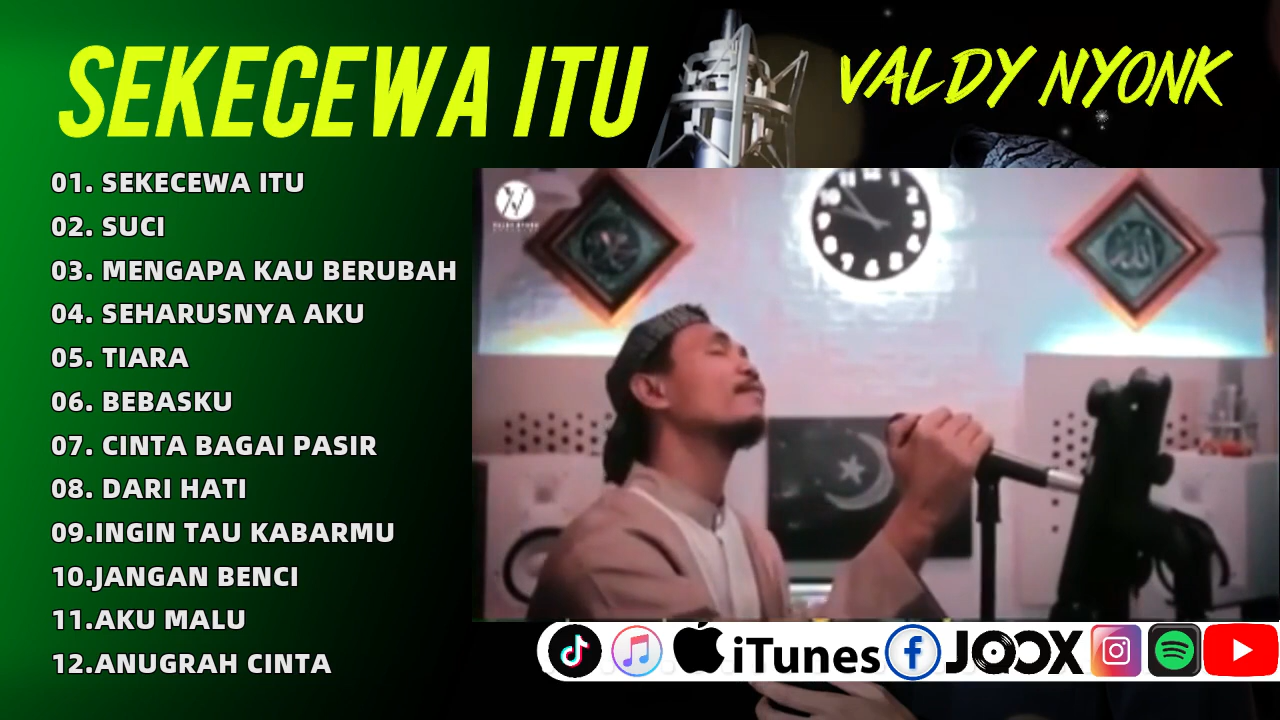 SEKECEWA ITU
VALDY NYONK
01. SEKECEWA ITU
02. SUCI
03. MENGAPA KAU BERUBAH
04. SEHARUSNYA AKU
05. TIARA
06. BEBASKU
07. CINTA BAGAI PASIR
08. DARI HATI
09.INGIN TAU KABARMU
10.JANGAN BENCI
11.AKU MALU
12.ANUGRAH CINTA
VALDY NYONK
iTunes
JOOX